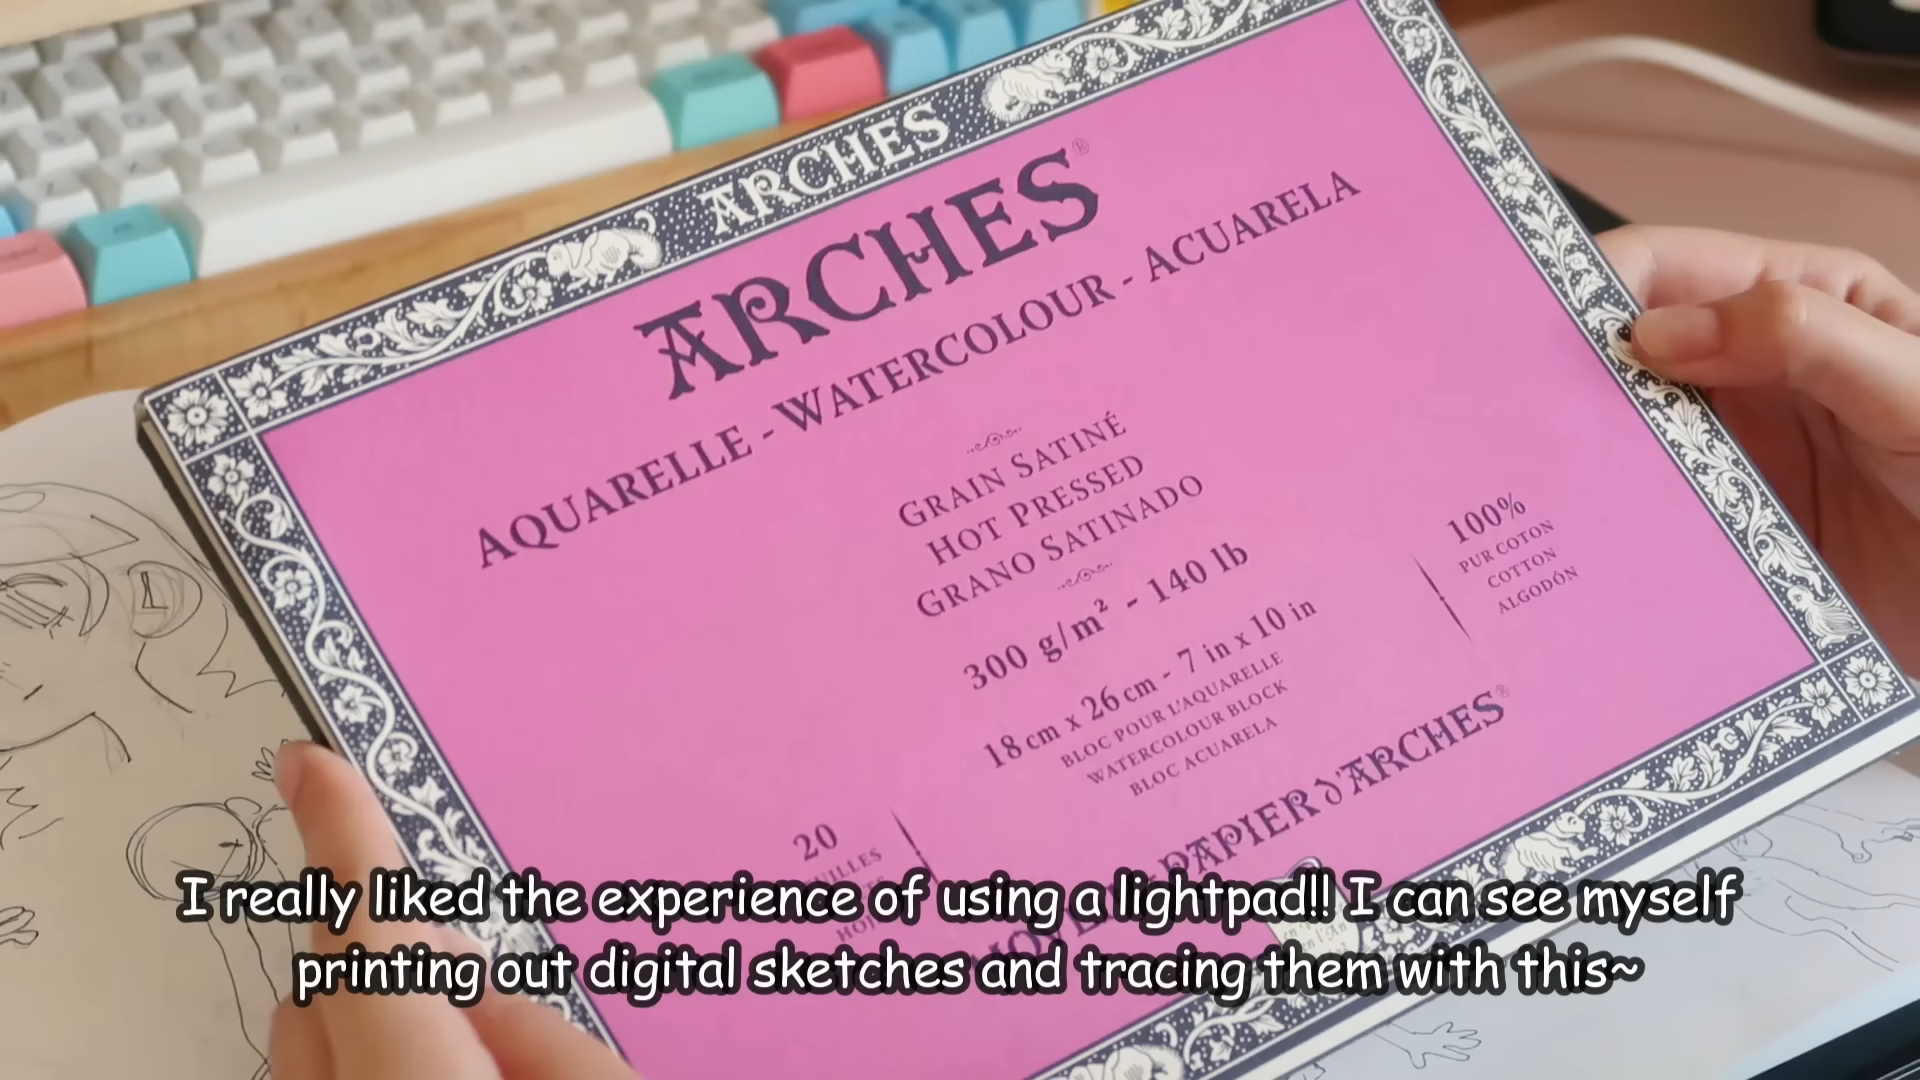 ARCHES
ARCHES®
AQUARELLE - WATERCOLOUR - ACUARELA
GRAIN SATINÉ
HOT PRESSED
GRANO SATINADO
300 g/m² - 140 lb
18 cm x 26 cm - 7 in x 10 in
BLOC POUR L'AQUARELLE
WATERCOLOUR BLOCK
BLOC ACUARELA
100%
PUR COTON
COTTON
ALGODÓN
20
PAPIER D'ARCHES®
I really liked the experience of using a lightpad!! I can see myself
printing out digital sketches and tracing them with this~